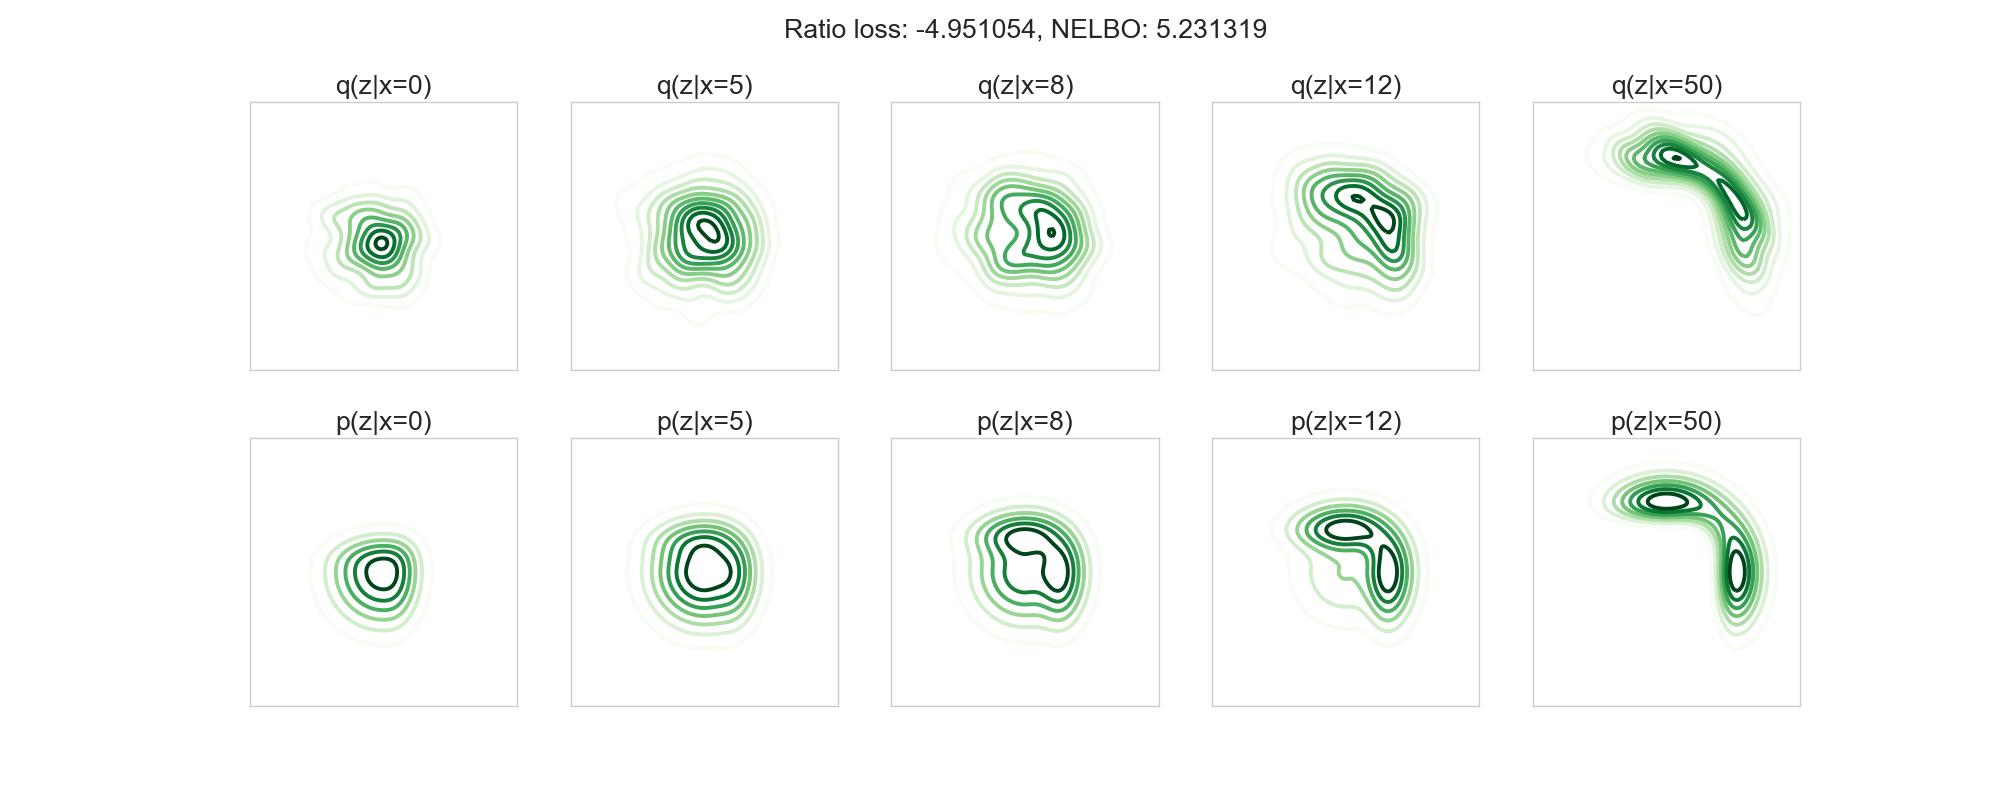 Ratio loss: -4.951054, NELBO: 5.231319
q(z|x=0) q(z|x=5) q(z|x=8) q(z|x=12) q(z|x=50)
p(z|x=0) p(z|x=5) p(z|x=8) p(z|x=12) p(z|x=50)